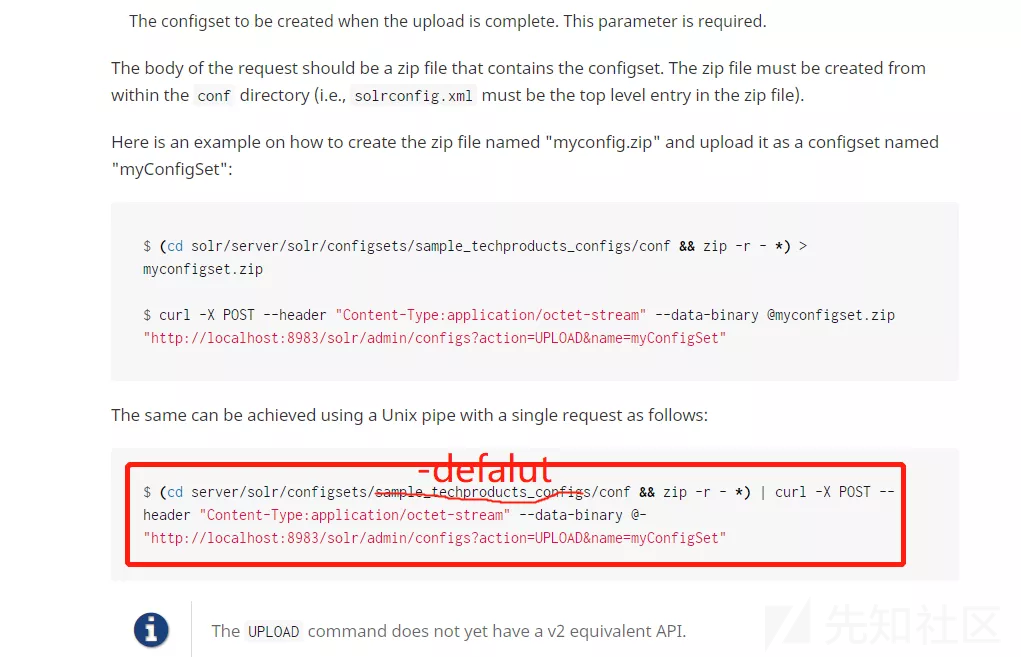 The configset to be created when the upload is complete. This parameter is required.
The body of the request should be a zip file that contains the configset. The zip file must be created from
within the conf directory (i.e., solrconfig.xml must be the top level entry in the zip file).
Here is an example on how to create the zip file named "myconfig.zip" and upload it as a configset named
"myConfigSet":
$ (cd solr/server/solr/configsets/sample_techproducts_configs/conf && zip -r - *) >
myconfigset.zip
$ curl -X POST --header "Content-Type:application/octet-stream" --data-binary @myconfigset.zip
"http://localhost:8983/solr/admin/configs?action=UPLOAD&name=myConfigSet"
The same can be achieved using a Unix pipe with a single request as follows:
-defalut
$ (cd server/solr/configsets/sample_techproducts_configs/conf && zip -r - *) | curl -X POST --
header "Content-Type:application/octet-stream" --data-binary @-
"http://localhost:8983/solr/admin/configs?action=UPLOAD&name=myConfigSet"
The UPLOAD command does not yet have a v2 equivalent API.
先知社区